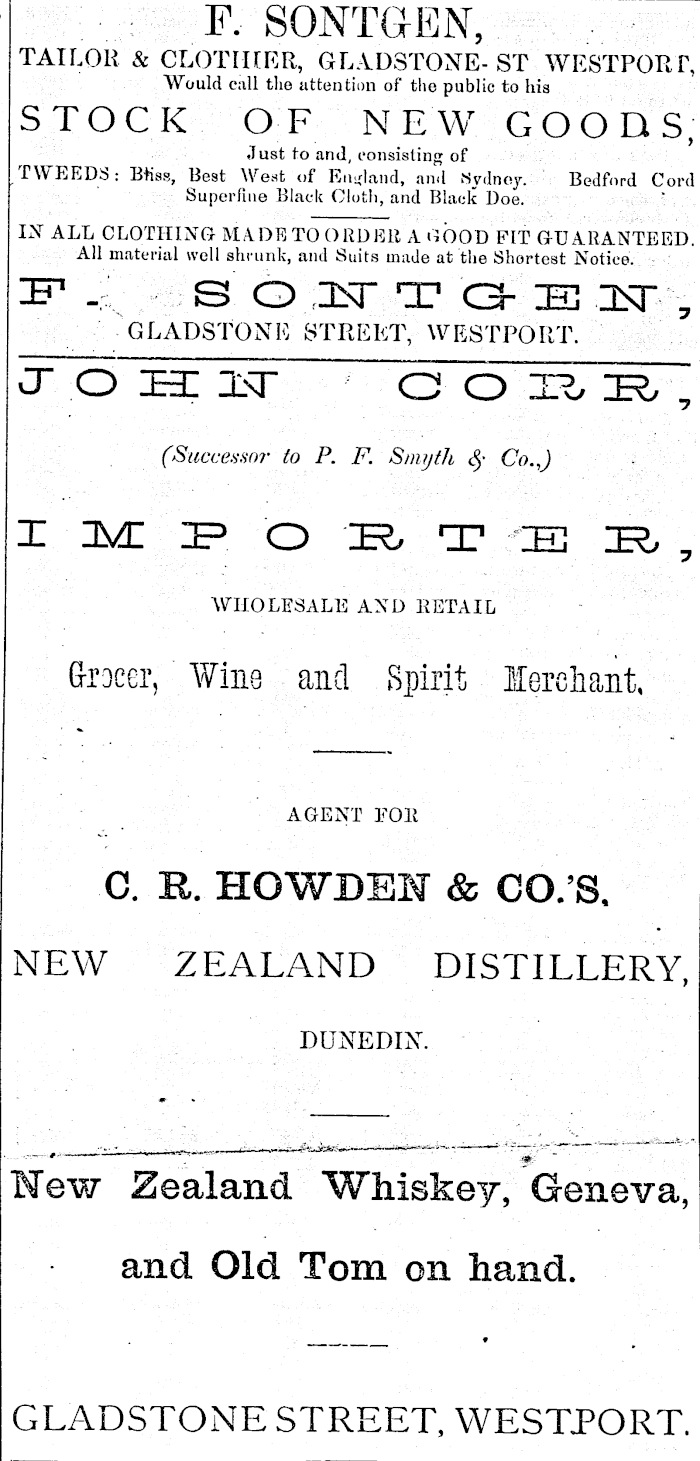 F. SONTGEN,
TAILOR & CLOTHIER, GLADSTONE-ST WESTPORT,
Would call the attention of the public to his
STOCK OF NEW GOODS,
Just to and, consisting of
TWEEDS: Bliss, Best West of England, and Sydney. Bedford Cord
Superfine Black Cloth, and Black Doe.
IN ALL CLOTHING MADE TO ORDER A GOOD FIT GUARANTEED.
All material well shrunk, and Suits made at the Shortest Notice.
F. SONTGEN,
GLADSTONE STREET, WESTPORT.
JOHN CORR,
(Successor to P. F. Smyth & Co.,)
IMPORTER,
WHOLESALE AND RETAIL
Grocer, Wine and Spirit Merchant.
AGENT FOR
C. R. HOWDEN & CO.'S.
NEW ZEALAND DISTILLERY,
DUNEDIN.
New Zealand Whiskey, Geneva,
and Old Tom on hand.
GLADSTONE STREET, WESTPORT.